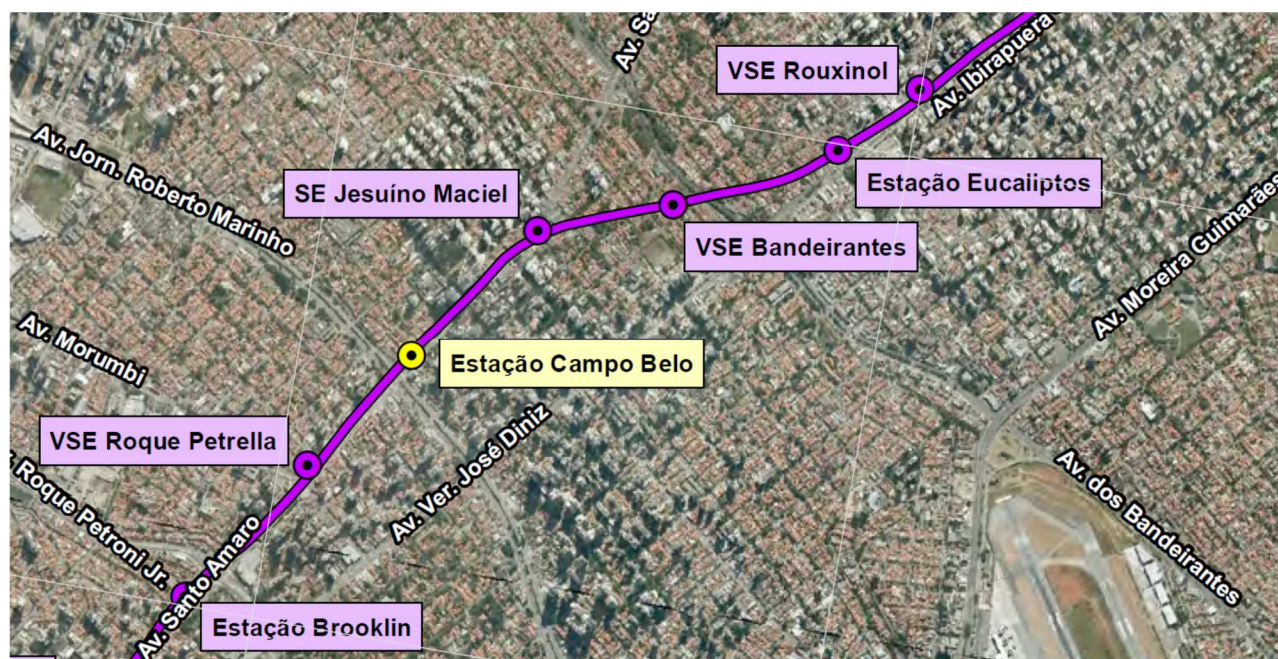 Av. Sa
VSE Rouxinol
Av. Ibirapuera
Av. Jorn. Roberto Marinho
SE Jesuíno Maciel
Estação Eucaliptos
VSE Bandeirantes
Av. Moreira Guimarães
Av. Morumbi
Estação Campo Belo
VSE Roque Petrella
Av. Ver. José Diniz
Roque Petroni Jr.
Av. dos Bandeirantes
Av. Santo Amaro
Estação Brooklin